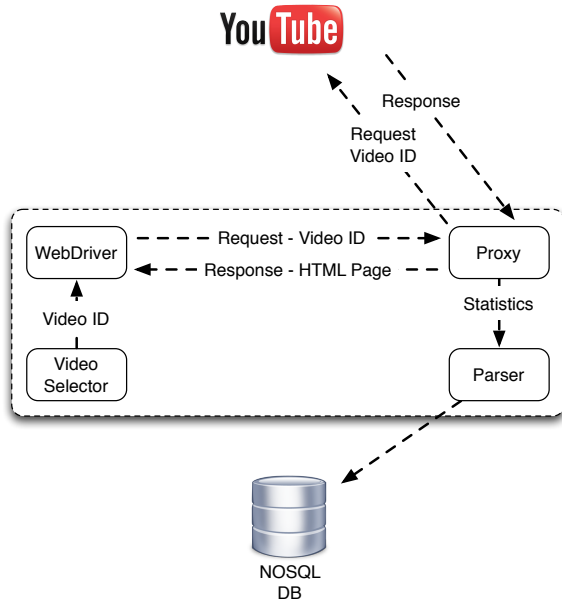 YouTube
Response
Request
Video ID
WebDriver
Request - Video ID
Proxy
Response - HTML Page
Video ID
Statistics
Video
Selector
Parser
NOSQL
DB